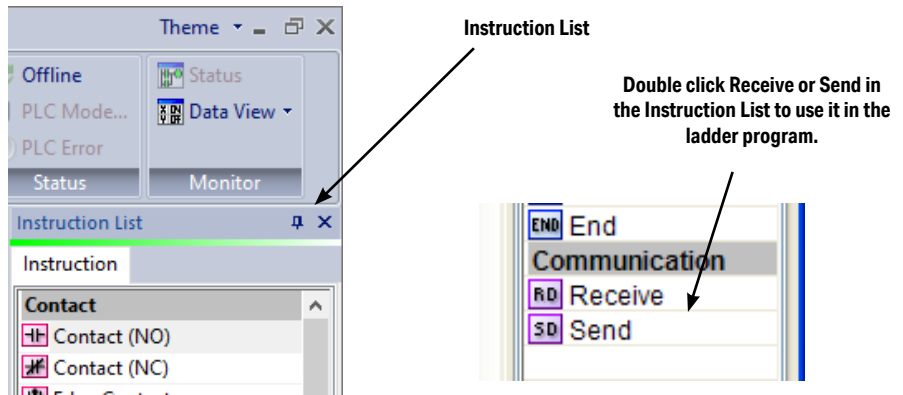 Theme
Offline
Status
PLC Mode...
Data View
PLC Error
Status
Monitor
Instruction List
Instruction
Contact
Contact (NO)
Contact (NC)
Instruction List
Double click Receive or Send in
the Instruction List to use it in the
ladder program.
END End
Communication
RD Receive
SD Send